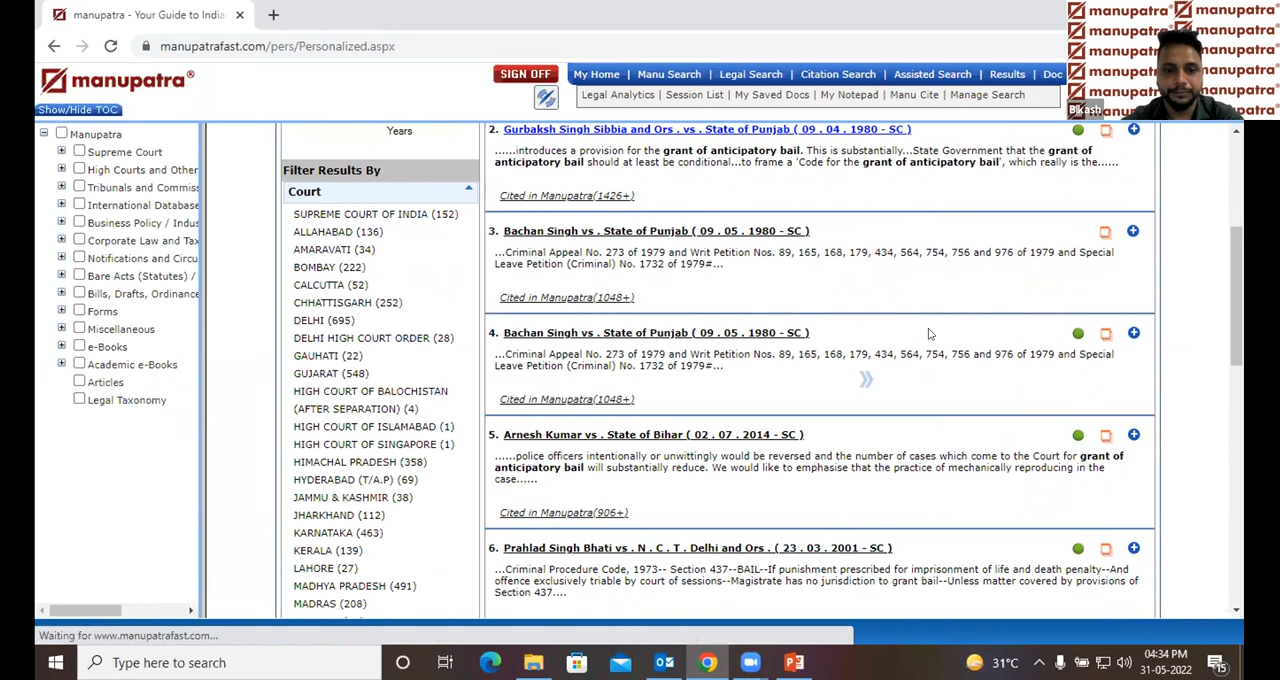 manupatra - Your Guide to India
manupatrafast.com/pers/Personalized.aspx
manupatra manupatra
manupatra
manupatra
Bikash
manupatra
SIGN OFF
My Home | Manu Search | Legal Search | Citation Search | Assisted Search | Results | Doc
Legal Analytics | Session List | My Saved Docs | My Notepad | Manu Cite | Manage Search
Show/Hide TOC
Manupatra
Supreme Court
High Courts and Other
Tribunals and Commiss
International Database
Business Policy / Indus
Corporate Law and Tax
Notifications and Circu
Bare Acts (Statutes) /
Bills, Drafts, Ordinance
Forms
Miscellaneous
e-Books
Academic e-Books
Articles
Legal Taxonomy
Years
Filter Results By
Court
SUPREME COURT OF INDIA (152)
ALLAHABAD (136)
AMARAVATI (34)
BOMBAY (222)
CALCUTTA (52)
CHHATTISGARH (252)
DELHI (695)
DELHI HIGH COURT ORDER (28)
GAUHATI (22)
GUJARAT (548)
HIGH COURT OF BALOCHISTAN
(AFTER SEPARATION) (4)
HIGH COURT OF ISLAMABAD (1)
HIGH COURT OF SINGAPORE (1)
HIMACHAL PRADESH (358)
HYDERABAD (T/A.P) (69)
JAMMU & KASHMIR (38)
JHARKHAND (112)
KARNATAKA (463)
KERALA (139)
LAHORE (27)
MADHYA PRADESH (491)
MADRAS (208)
2. Gurbaksh Singh Sibbia and Ors . vs . State of Punjab ( 09 . 04 . 1980 - SC )
......introduces a provision for the grant of anticipatory bail. This is substantially...State Government that the grant of
anticipatory bail should at least be conditional...to frame a 'Code for the grant of anticipatory bail', which really is the......
Cited in Manupatra(1426+)
3. Bachan Singh vs . State of Punjab ( 09 . 05 . 1980 - SC )
...Criminal Appeal No. 273 of 1979 and Writ Petition Nos. 89, 165, 168, 179, 434, 564, 754, 756 and 976 of 1979 and Special
Leave Petition (Criminal) No. 1732 of 1979#...
Cited in Manupatra(1048+)
4. Bachan Singh vs . State of Punjab ( 09 . 05 . 1980 - SC )
...Criminal Appeal No. 273 of 1979 and Writ Petition Nos. 89, 165, 168, 179, 434, 564, 754, 756 and 976 of 1979 and Special
Leave Petition (Criminal) No. 1732 of 1979#...
Cited in Manupatra(1048+)
5. Arnesh Kumar vs . State of Bihar ( 02 . 07 . 2014 - SC )
......police officers intentionally or unwittingly would be reversed and the number of cases which come to the Court for grant of
anticipatory bail will substantially reduce. We would like to emphasise that the practice of mechanically reproducing in the
case......
Cited in Manupatra(906+)
6. Prahlad Singh Bhati vs . N . C . T . Delhi and Ors . ( 23 . 03 . 2001 - SC )
...Criminal Procedure Code, 1973-- Section 437--BAIL--If punishment prescribed for imprisonment of life and death penalty--And
offence exclusively triable by court of sessions--Magistrate has no jurisdiction to grant bail--Unless matter covered by provisions of
Section 437....
Waiting for www.manupatrafast.com...
Type here to search
31°C
04:34 PM
31-05-2022
15